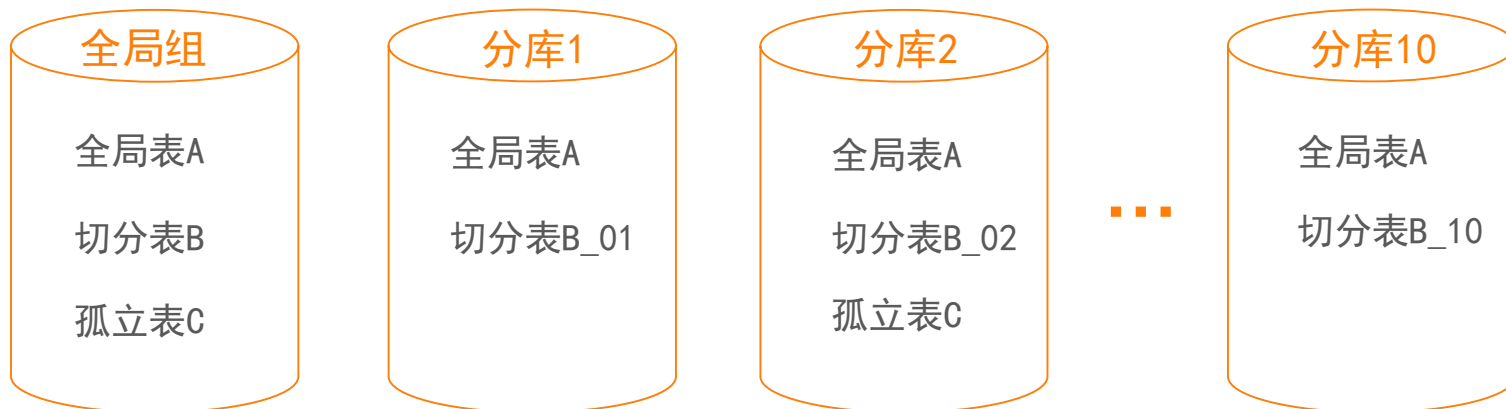 全局组
全局表A
切分表B
孤立表C
分库1
全局表A
切分表B_01
分库2
全局表A
切分表B_02
孤立表C
...
分库10
全局表A
切分表B_10